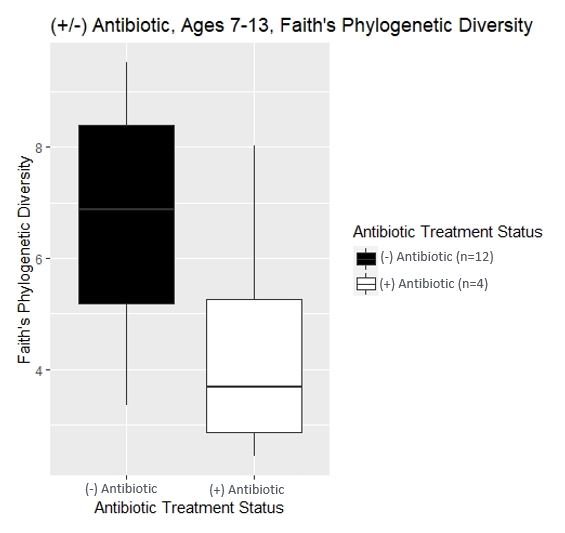 (+/-) Antibiotic, Ages 7-13, Faith's Phylogenetic Diversity
Faith's Phylogenetic Diversity
8
6
4
(-) Antibiotic
(+) Antibiotic
Antibiotic Treatment Status
Antibiotic Treatment Status
(-) Antibiotic (n=12)
(+) Antibiotic (n=4)